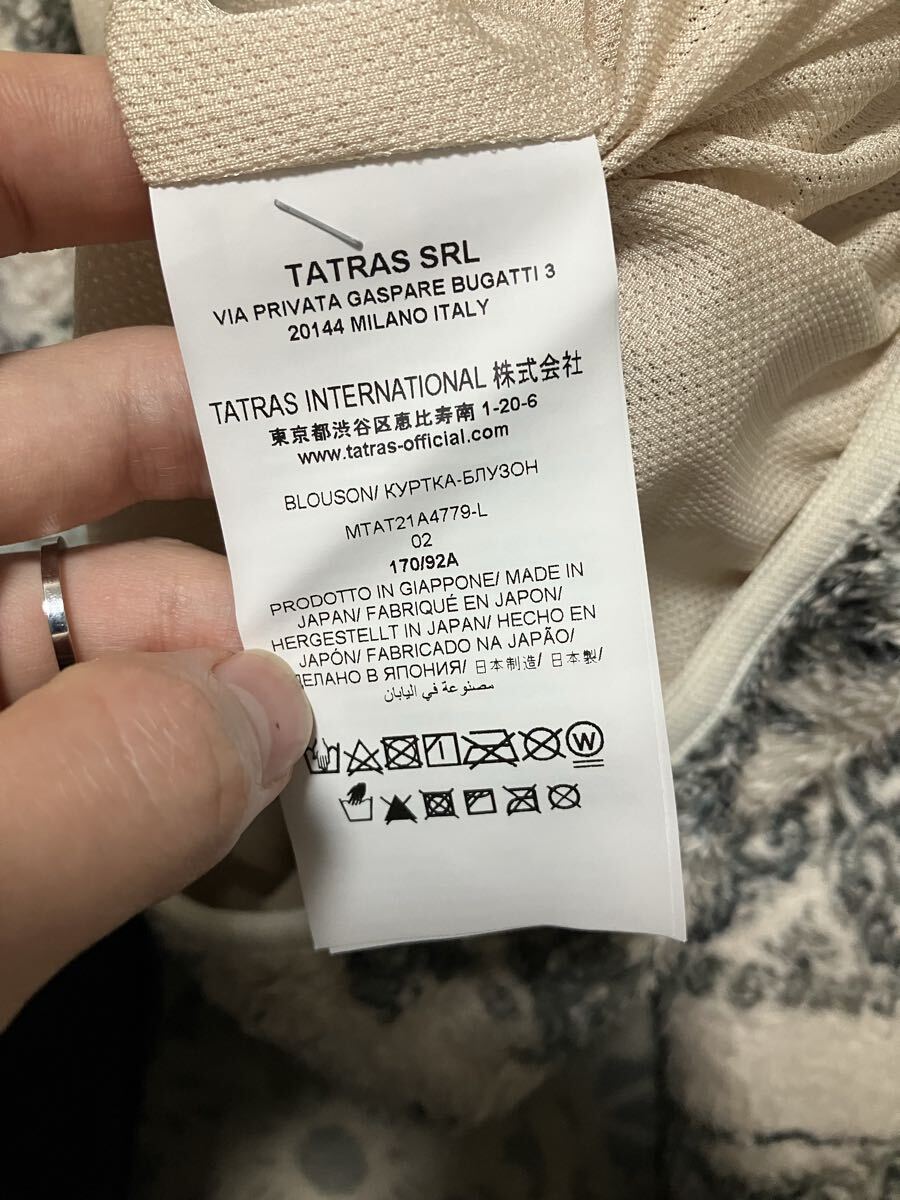 TATRAS SRL
VIA PRIVATA GASPARE BUGATTI 3
20144 MILANO ITALY
TATRAS INTERNATIONAL 株式会社
東京都渋谷区恵比寿南 1-20-6
www.tatras-official.com
BLOUSON/ КУРТКА-БЛУЗОН
MTAT21A4779-L
02
170/92A
PRODOTTO IN GIAPPONE/ MADE IN
JAPAN/ FABRIQUÉ EN JAPON/
HERGESTELLT IN JAPAN/ HECHO EN
JAPÓN/ FABRICADO NA JAPÃO/
ДЕЛАНО В ЯПОНИЯ/ 日本制造/ 日本製/
مصنوعة في اليابان
W